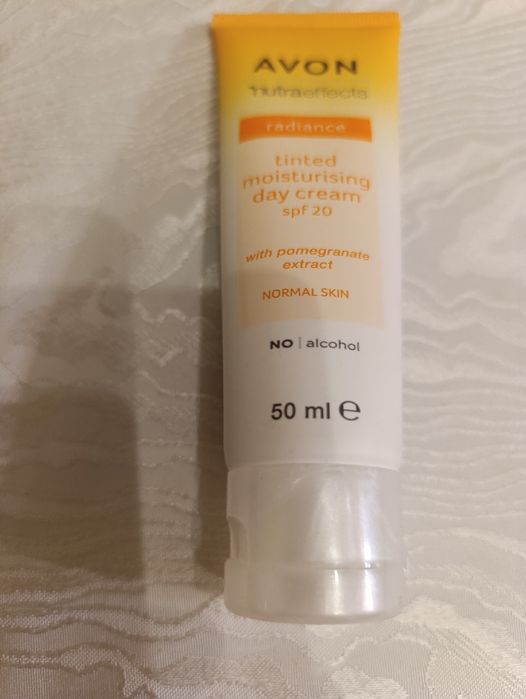 AVON
nutraeffects
radiance
tinted
moisturising
day cream
spf 20
with pomegranate
extract
NORMAL SKIN
NO | alcohol
50 ml ℮